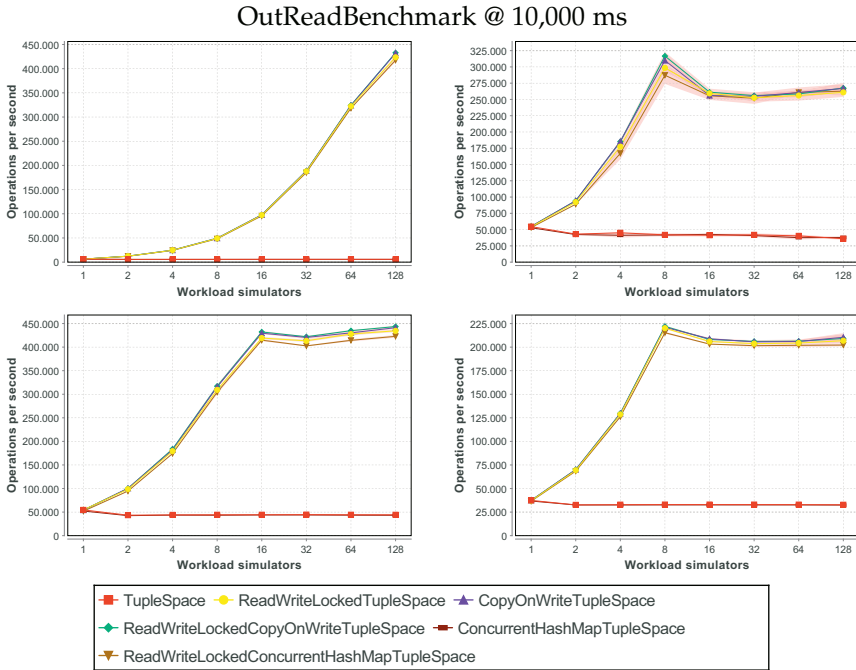 OutReadBenchmark @ 10,000 ms
Operations per second
450.000
400.000
350.000
300.000
250.000
200.000
150.000
100.000
50.000
0
1 2 4 8 16 32 64 128
Workload simulators
Operations per second
325.000
300.000
275.000
250.000
225.000
200.000
175.000
150.000
125.000
100.000
75.000
50.000
25.000
0
1 2 4 8 16 32 64 128
Workload simulators
Operations per second
450.000
400.000
350.000
300.000
250.000
200.000
150.000
100.000
50.000
0
1 2 4 8 16 32 64 128
Workload simulators
Operations per second
225.000
200.000
175.000
150.000
125.000
100.000
75.000
50.000
25.000
0
1 2 4 8 16 32 64 128
Workload simulators
TupleSpace ReadWriteLockedTupleSpace CopyOnWriteTupleSpace
ReadWriteLockedCopyOnWriteTupleSpace ConcurrentHashMapTupleSpace
ReadWriteLockedConcurrentHashMapTupleSpace